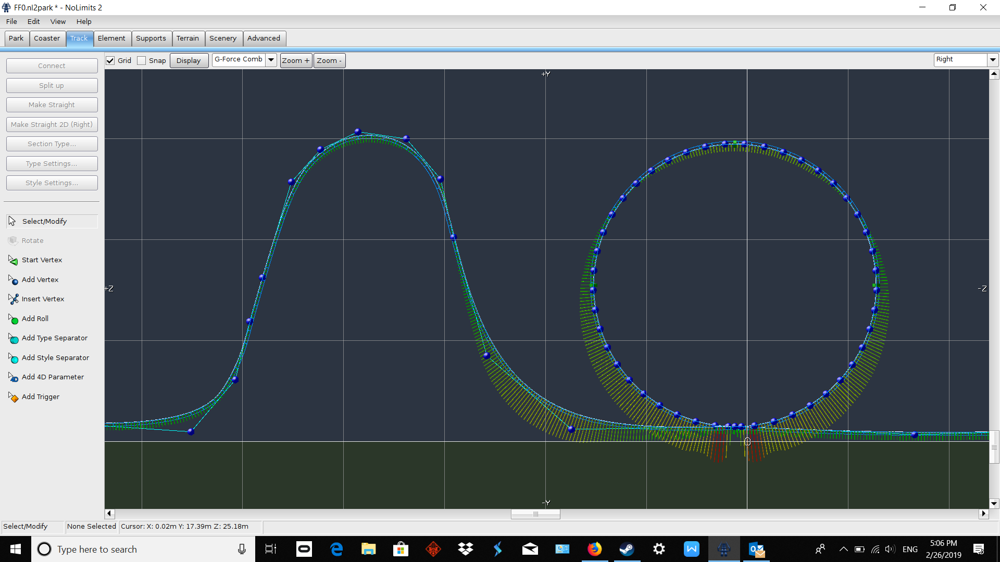 FF0.nl2park * - NoLimits 2
File Edit View Help
Park Coaster Track Element Supports Terrain Scenery Advanced
Connect
Split up
Make Straight
Make Straight 2D (Right)
Section Type...
Type Settings...
Style Settings...
Select/Modify
Rotate
Start Vertex
Add Vertex
Insert Vertex
Add Roll
Add Type Separator
Add Style Separator
Add 4D Parameter
Add Trigger
Grid Snap Display G-Force Comb Zoom + Zoom - Right
+Y
+Z
-Z
0
-Y
Select/Modify None Selected Cursor: X: 0.02m Y: 17.39m Z: 25.18m
Type here to search
ENG
5:06 PM
2/26/2019